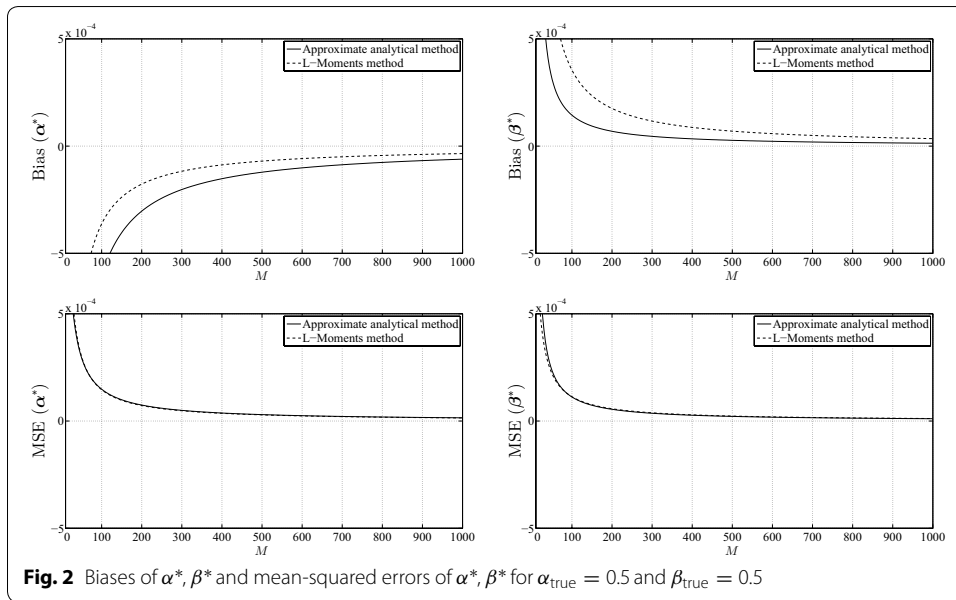 5 x 10⁻⁴
Approximate analytical method
L−Moments method
Bias (α*)
0
−5
0 100 200 300 400 500 600 700 800 900 1000
M
5 x 10⁻⁴
Approximate analytical method
L−Moments method
Bias (β*)
0
−5
0 100 200 300 400 500 600 700 800 900 1000
M
5 x 10⁻⁴
Approximate analytical method
L−Moments method
MSE (α*)
0
−5
0 100 200 300 400 500 600 700 800 900 1000
M
5 x 10⁻⁴
Approximate analytical method
L−Moments method
MSE (β*)
0
−5
0 100 200 300 400 500 600 700 800 900 1000
M
Fig. 2 Biases of α*, β* and mean-squared errors of α*, β* for α_true = 0.5 and β_true = 0.5